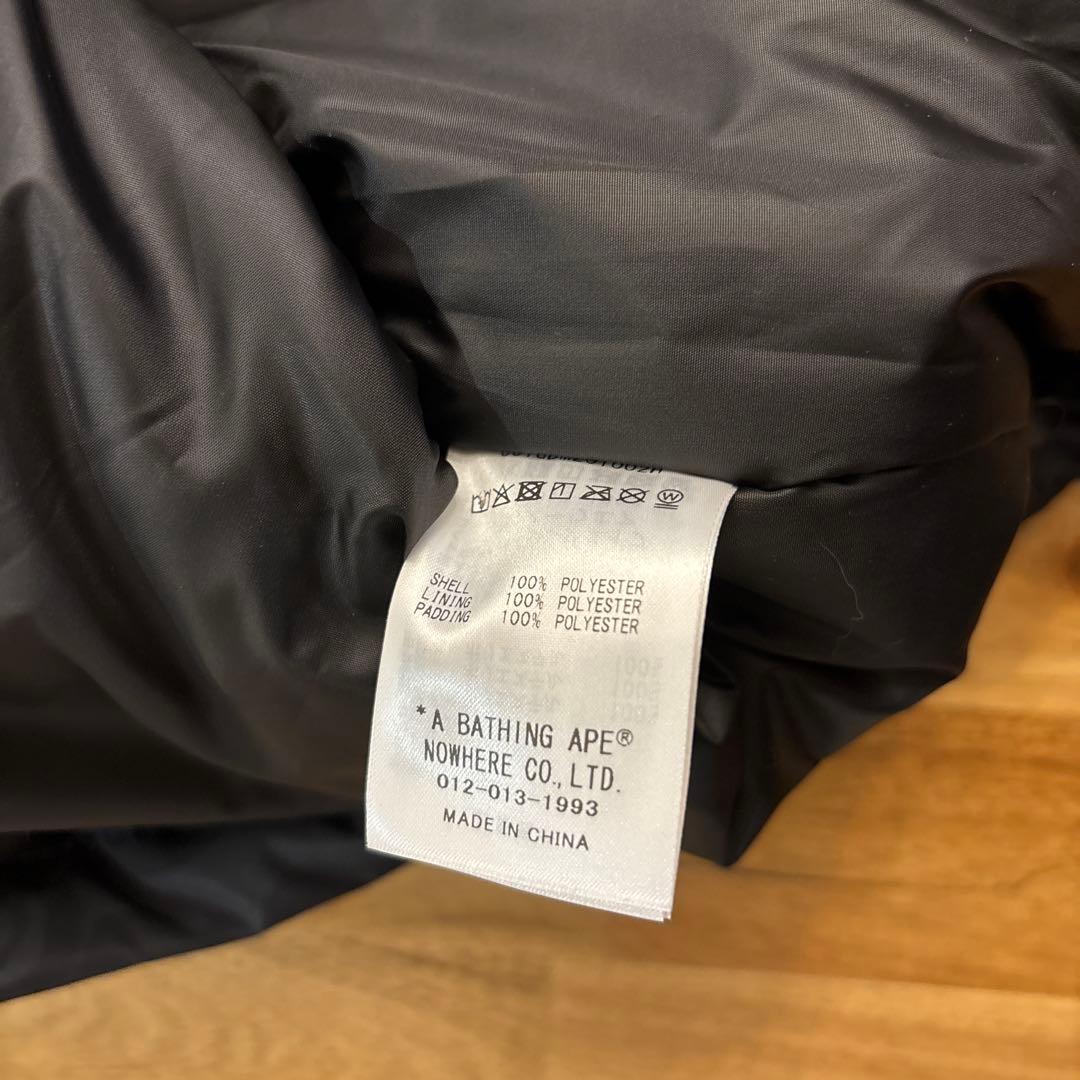 SHELL 100% POLYESTER
LINING 100% POLYESTER
PADDING 100% POLYESTER
*A BATHING APE®
NOWHERE CO., LTD.
012-013-1993
MADE IN CHINA